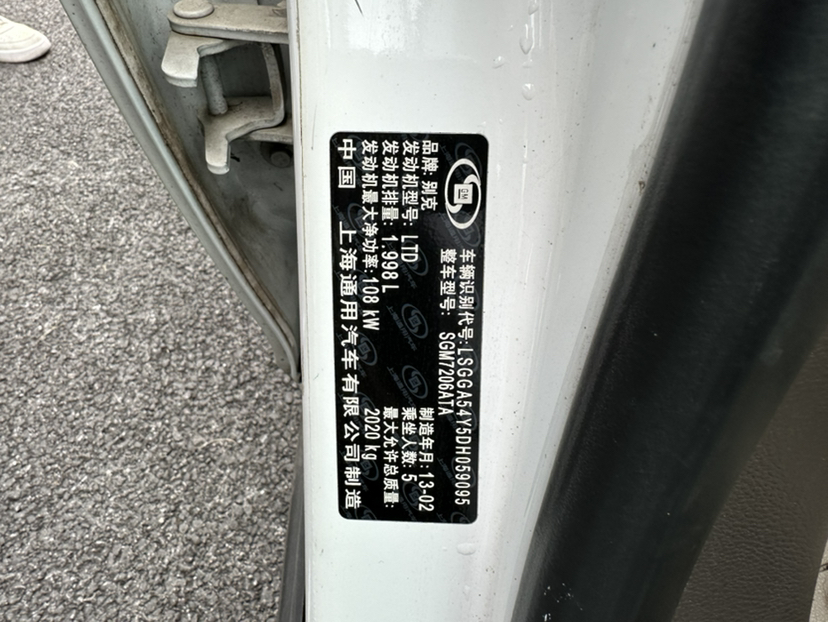 GM
车辆识别代号:LSGGA54Y5DH059095
整车型号: SGM7206ATA
品牌: 别克
制造年月:13-02
发动机型号: LTD
乘坐人数: 5
发动机排量: 1.998L
最大允许总质量:
发动机最大净功率:108 kW
2020 kg
中国 上海通用汽车有限公司制造